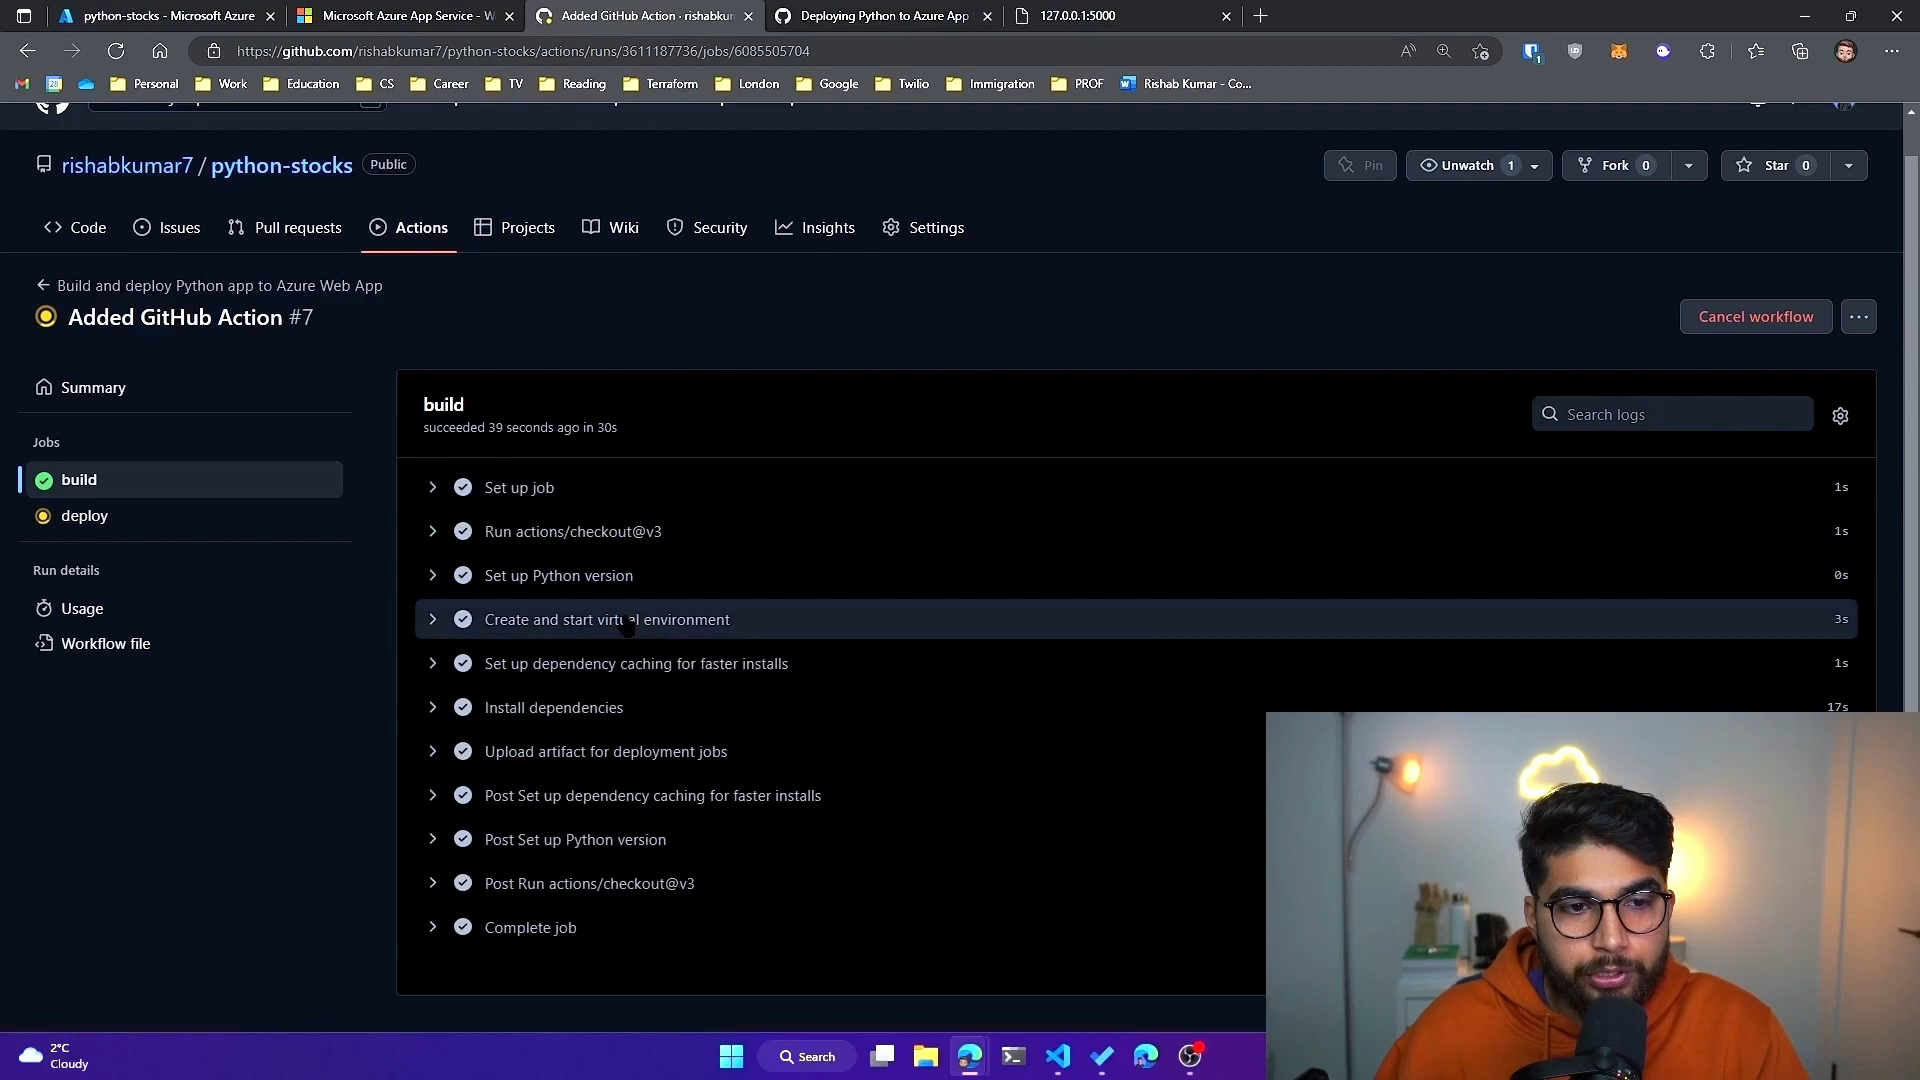 python-stocks - Microsoft Azure
Microsoft Azure App Service - W
Added GitHub Action · rishabkum
Deploying Python to Azure App
127.0.0.1:5000
https://github.com/rishabkumar7/python-stocks/actions/runs/3611187736/jobs/6085505704
Personal
Work
Education
CS
Career
TV
Reading
Terraform
London
Google
Twilio
Immigration
PROF
Rishab Kumar - Co...
rishabkumar7 / python-stocks Public
Pin
Unwatch 1
Fork 0
Star 0
Code
Issues
Pull requests
Actions
Projects
Wiki
Security
Insights
Settings
Build and deploy Python app to Azure Web App
Added GitHub Action #7
Cancel workflow
Summary
Jobs
build
deploy
Run details
Usage
Workflow file
build
succeeded 39 seconds ago in 30s
Search logs
Set up job 1s
Run actions/checkout@v3 1s
Set up Python version 0s
Create and start virtual environment 3s
Set up dependency caching for faster installs 1s
Install dependencies 17s
Upload artifact for deployment jobs
Post Set up dependency caching for faster installs
Post Set up Python version
Post Run actions/checkout@v3
Complete job
2°C
Cloudy
Search